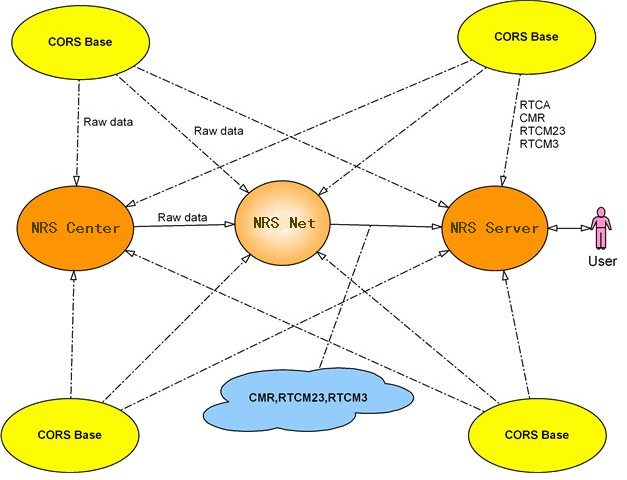 CORS Base
CORS Base
RTCA
CMR
RTCM23
RTCM3
Raw data
Raw data
NRS Center
Raw data
NRS Net
NRS Server
User
CMR,RTCM23,RTCM3
CORS Base
CORS Base